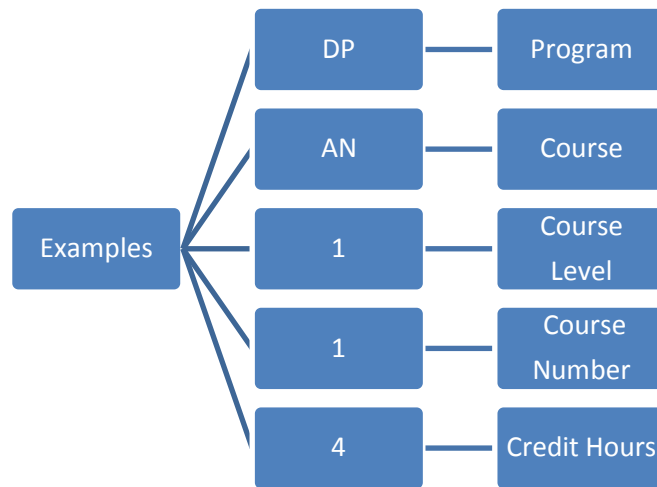 DP
Program
AN
Course
Examples
1
Course
Level
1
Course
Number
4
Credit Hours